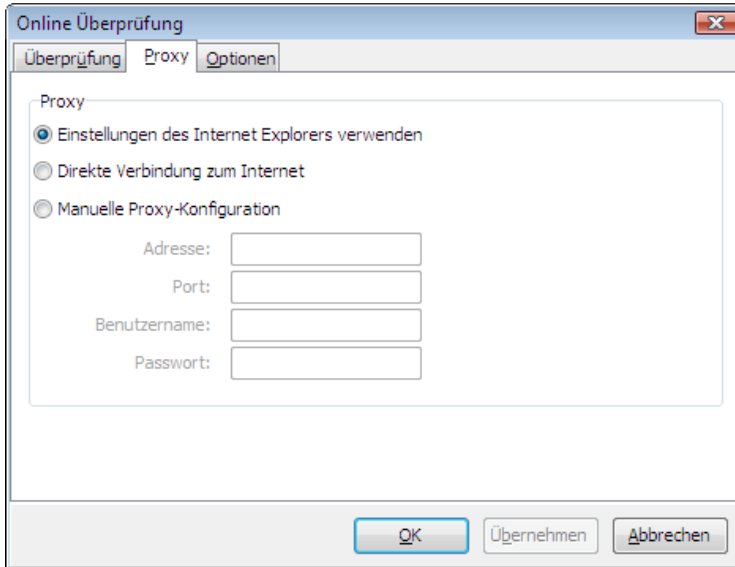 Online Überprüfung
Überprüfung Proxy Optionen
Proxy
Einstellungen des Internet Explorers verwenden
Direkte Verbindung zum Internet
Manuelle Proxy-Konfiguration
Adresse:
Port:
Benutzername:
Passwort:
OK Übernehmen Abbrechen